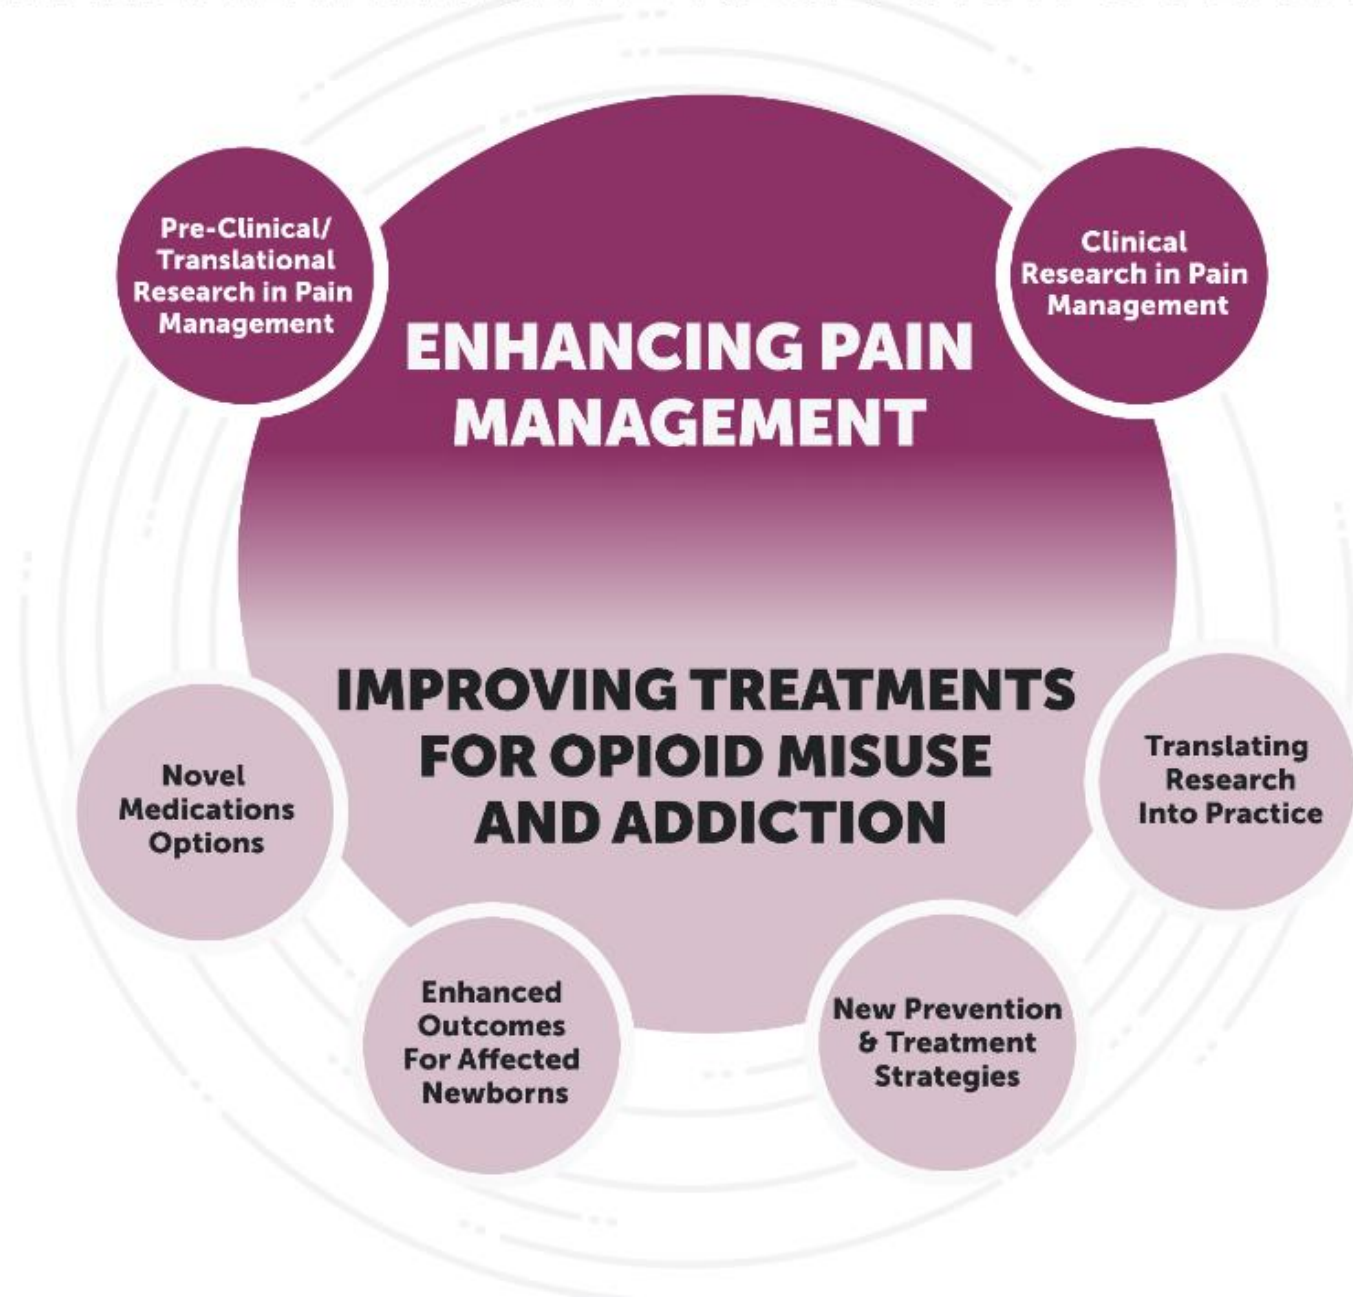 Pre-Clinical/
Translational
Research in Pain
Management
Clinical
Research in Pain
Management
ENHANCING PAIN
MANAGEMENT
IMPROVING TREATMENTS
FOR OPIOID MISUSE
AND ADDICTION
Novel
Medications
Options
Translating
Research
Into Practice
Enhanced
Outcomes
For Affected
Newborns
New Prevention
& Treatment
Strategies